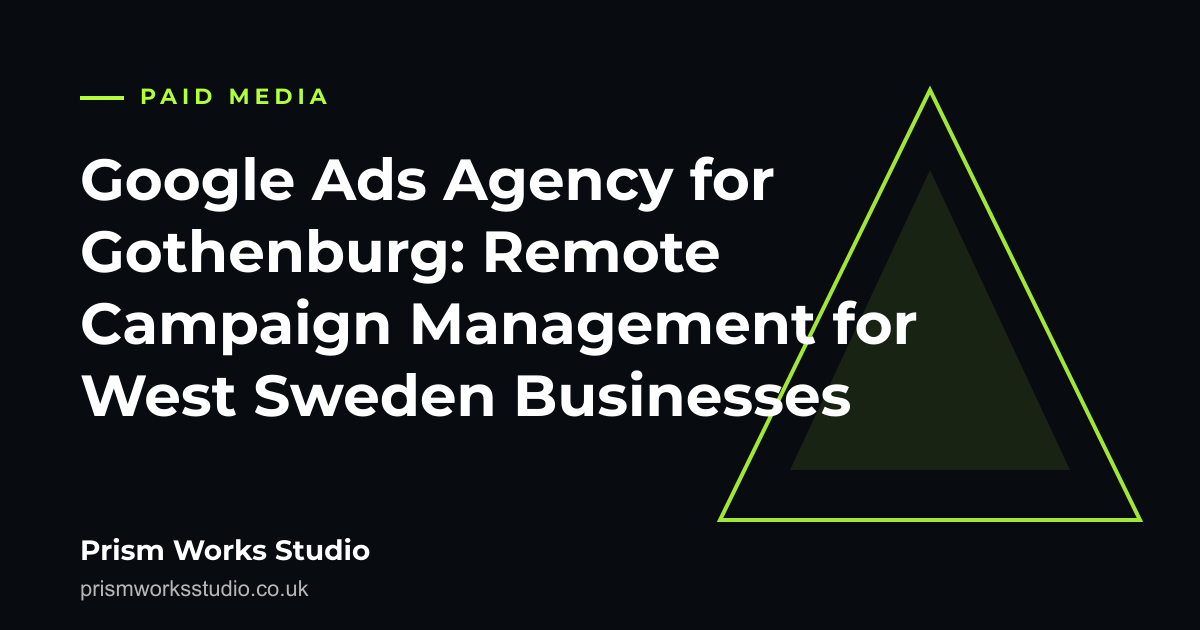 PAID MEDIA
Google Ads Agency for
Gothenburg: Remote
Campaign Management for
West Sweden Businesses
Prism Works Studio
prismworksstudio.co.uk